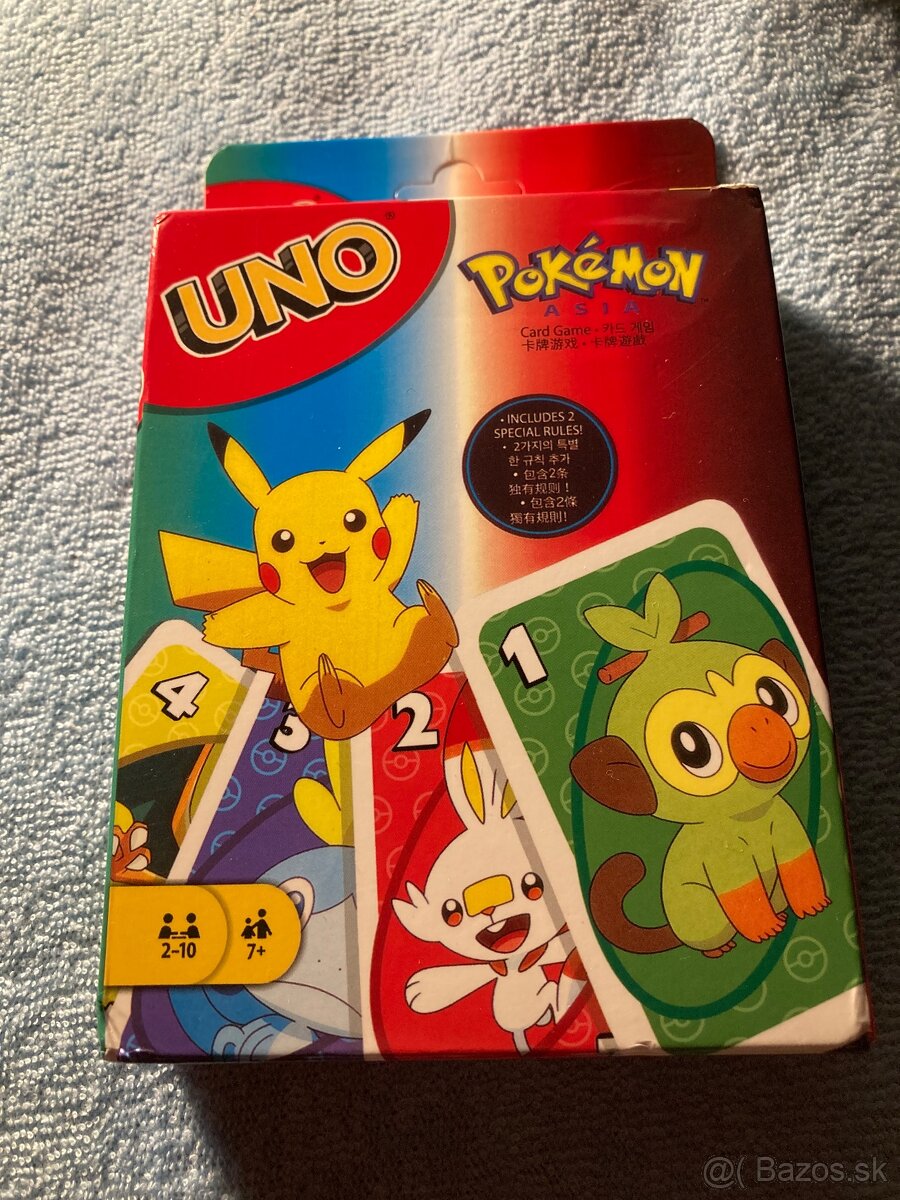 UNO®
POKéMON™
ASIA
Card Game · 카드 게임
卡牌游戏 · 卡牌遊戲
• INCLUDES 2
SPECIAL RULES!
• 2가지의 특별
한 규칙 추가
• 包含2条
独有规则！
• 包含2條
獨有規則!
4
3
2
1
2-10
7+
@( Bazos.sk